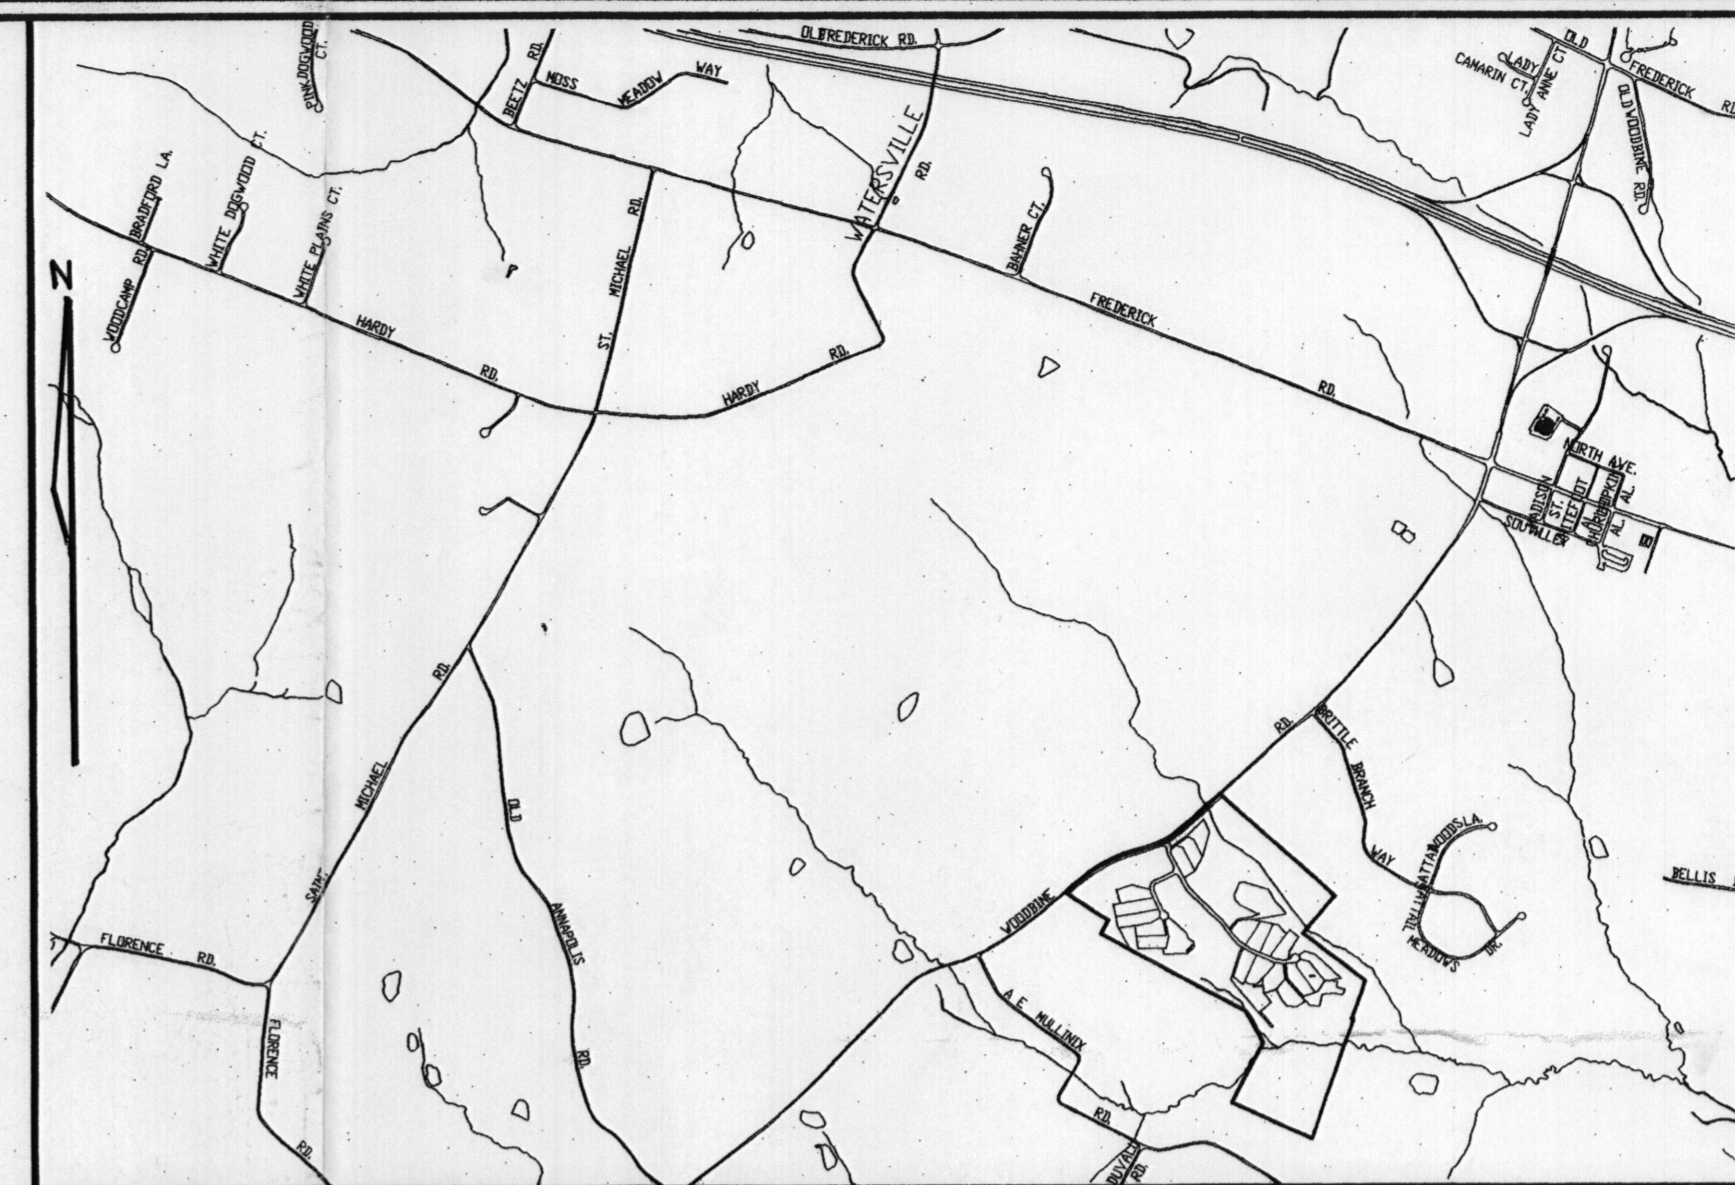 PINK DOGWOOD CT.
BEETZ RD.
MOSS MEADOW WAY
OLD FREDERICK RD.
WATERSVILLE RD.
LADY ANNE CT.
CAMARIN CT.
LADY
OLD FREDERICK RD.
OLD WOODBINE RD.
BRADFORD LA.
WHITE DOGWOOD CT.
WHITE PLAINS CT.
WOODCAMP RD.
N
HARDY RD.
ST. MICHAEL RD.
HARDY RD.
BAHNER CT.
FREDERICK RD.
NORTH AVE.
MADISON ST.
AL.
AL.
AL.
SAINT MICHAEL RD.
OLD ANNAPOLIS RD.
FLORENCE RD.
FLORENCE RD.
WOODBINE RD.
BRITTLE BRANCH WAY
WOODS LA.
CATTAIL MEADOWS DR.
BELLIS
A E MULLINIX RD.
DUVALL RD.